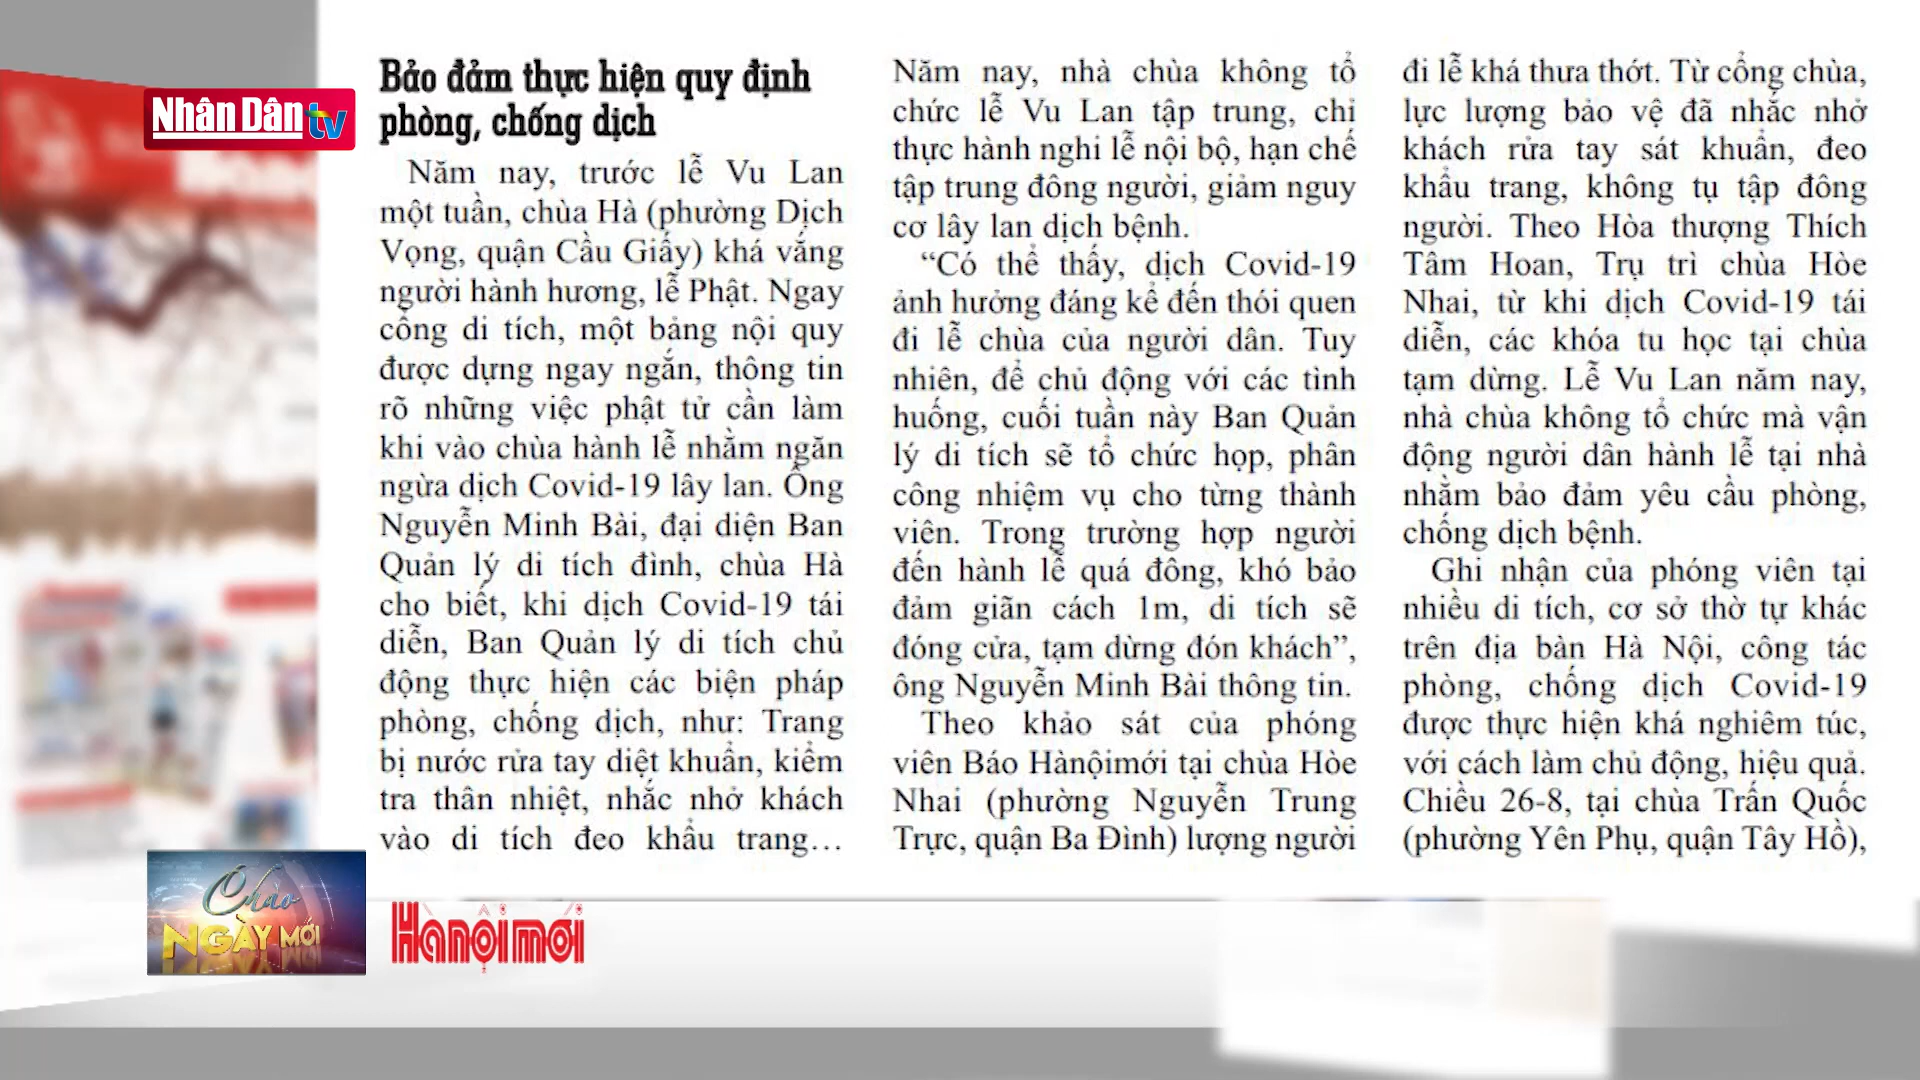 Nhân Dân tv
Bảo đảm thực hiện quy định
phòng, chống dịch
Năm nay, trước lễ Vu Lan
một tuần, chùa Hà (phường Dịch
Vọng, quận Cầu Giấy) khá vắng
người hành hương, lễ Phật. Ngay
cổng di tích, một bảng nội quy
được dựng ngay ngắn, thông tin
rõ những việc phật tử cần làm
khi vào chùa hành lễ nhằm ngăn
ngừa dịch Covid-19 lây lan. Ông
Nguyễn Minh Bài, đại diện Ban
Quản lý di tích đình, chùa Hà
cho biết, khi dịch Covid-19 tái
diễn, Ban Quản lý di tích chủ
động thực hiện các biện pháp
phòng, chống dịch, như: Trang
bị nước rửa tay diệt khuẩn, kiểm
tra thân nhiệt, nhắc nhở khách
vào di tích đeo khẩu trang...
Năm nay, nhà chùa không tổ
chức lễ Vu Lan tập trung, chỉ
thực hành nghi lễ nội bộ, hạn chế
tập trung đông người, giảm nguy
cơ lây lan dịch bệnh.
“Có thể thấy, dịch Covid-19
ảnh hưởng đáng kể đến thói quen
đi lễ chùa của người dân. Tuy
nhiên, để chủ động với các tình
huống, cuối tuần này Ban Quản
lý di tích sẽ tổ chức họp, phân
công nhiệm vụ cho từng thành
viên. Trong trường hợp người
đến hành lễ quá đông, khó bảo
đảm giãn cách 1m, di tích sẽ
đóng cửa, tạm dừng đón khách”,
ông Nguyễn Minh Bài thông tin.
Theo khảo sát của phóng
viên Báo Hànộimới tại chùa Hòe
Nhai (phường Nguyễn Trung
Trực, quận Ba Đình) lượng người
đi lễ khá thưa thớt. Từ cổng chùa,
lực lượng bảo vệ đã nhắc nhở
khách rửa tay sát khuẩn, đeo
khẩu trang, không tụ tập đông
người. Theo Hòa thượng Thích
Tâm Hoan, Trụ trì chùa Hòe
Nhai, từ khi dịch Covid-19 tái
diễn, các khóa tu học tại chùa
tạm dừng. Lễ Vu Lan năm nay,
nhà chùa không tổ chức mà vận
động người dân hành lễ tại nhà
nhằm bảo đảm yêu cầu phòng,
chống dịch bệnh.
Ghi nhận của phóng viên tại
nhiều di tích, cơ sở thờ tự khác
trên địa bàn Hà Nội, công tác
phòng, chống dịch Covid-19
được thực hiện khá nghiêm túc,
với cách làm chủ động, hiệu quả.
Chiều 26-8, tại chùa Trấn Quốc
(phường Yên Phụ, quận Tây Hồ),
Chào
NGÀY MỚI
Hànộimới